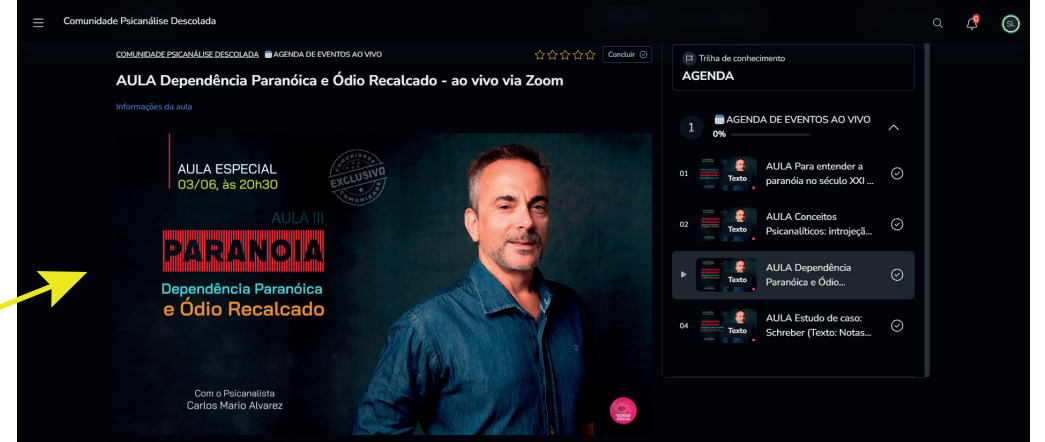 Comunidade Psicanálise Descolada
0
SL
COMUNIDADE PSICANÁLISE DESCOLADA AGENDA DE EVENTOS AO VIVO
Concluir
AULA Dependência Paranóica e Ódio Recalcado - ao vivo via Zoom
Informações da aula
AULA ESPECIAL
03/06, às 20h30
COMUNIDADE
EXCLUSIVO
COMUNIDADE
AULA III
PARANOIA
Dependência Paranóica
e Ódio Recalcado
Com o Psicanalista
Carlos Mario Alvarez
Trilha de conhecimento
AGENDA
1
AGENDA DE EVENTOS AO VIVO
0%
01
Texto
AULA Para entender a
paranóia no século XXI ...
02
Texto
AULA Conceitos
Psicanalíticos: introjeçã...
Texto
AULA Dependência
Paranóica e Ódio...
04
Texto
AULA Estudo de caso:
Schreber (Texto: Notas...